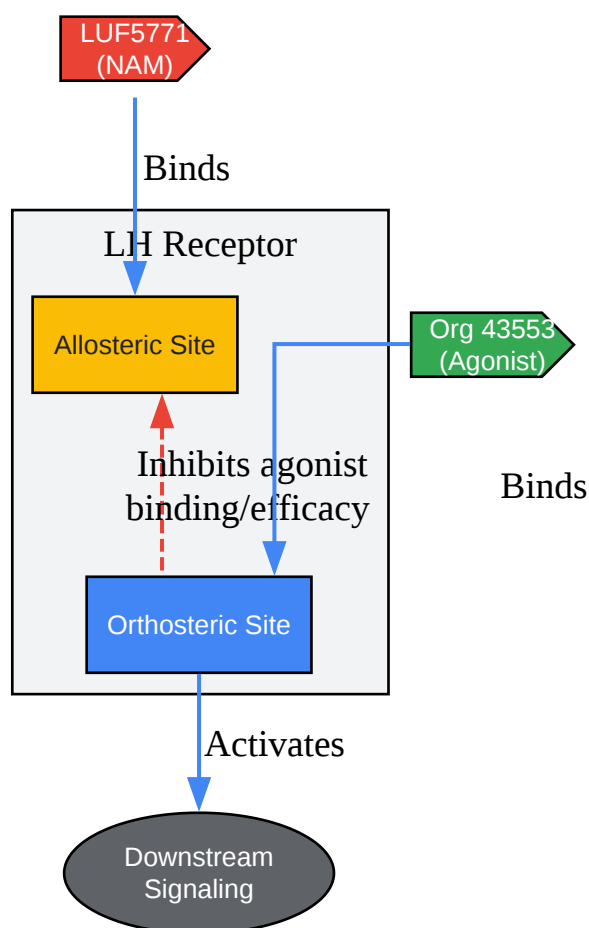 LUF5771
(NAM)
Binds
LH Receptor
Allosteric Site
Org 43553
(Agonist)
Inhibits agonist
binding/efficacy
Binds
Orthosteric Site
Activates
Downstream
Signaling